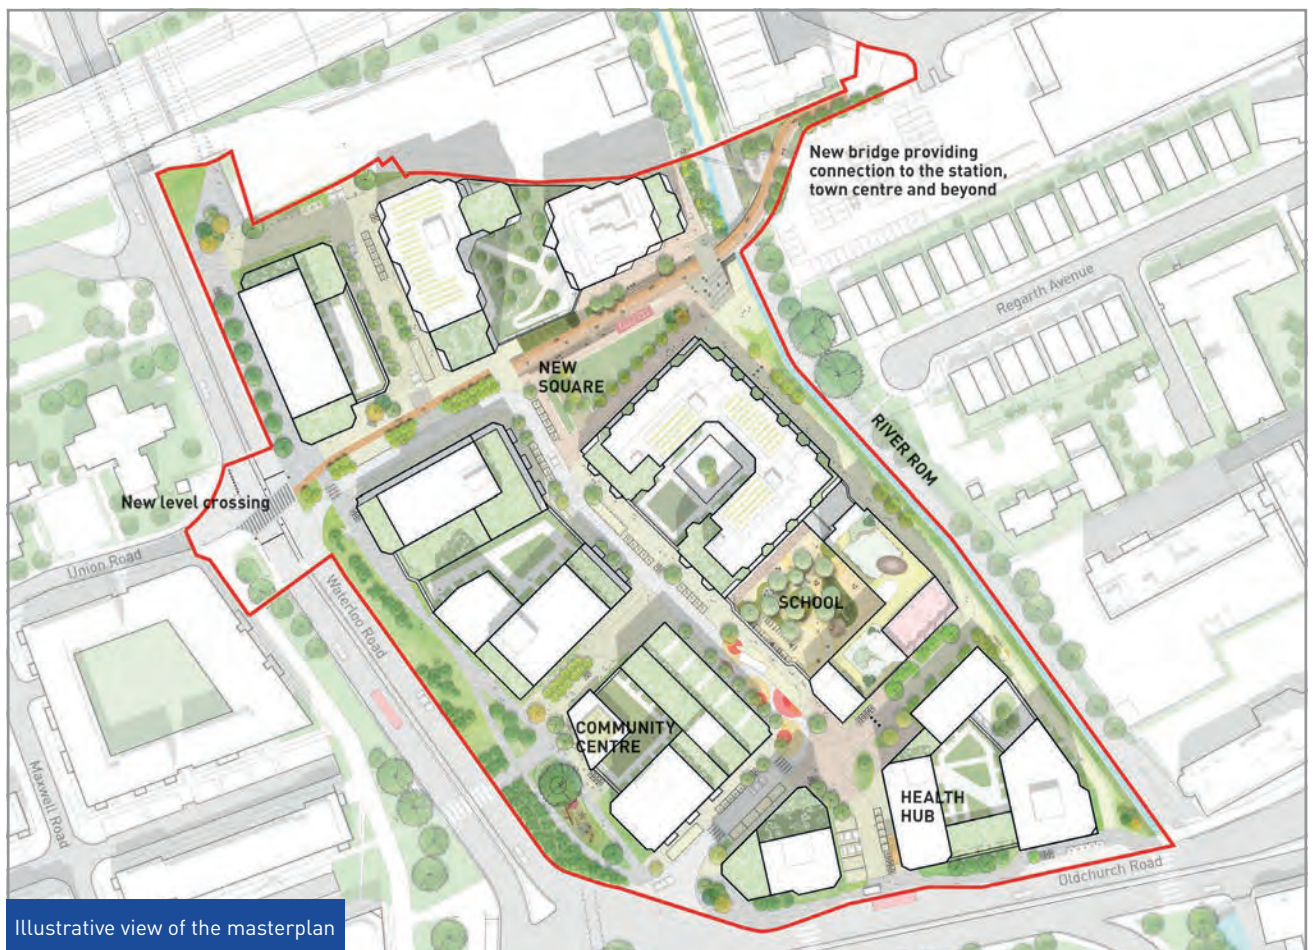 New bridge providing
connection to the station,
town centre and beyond
Regarth Avenue
NEW
SQUARE
RIVER ROM
New level crossing
Union Road
Waterloo Road
SCHOOL
COMMUNITY
CENTRE
Maxwell Road
HEALTH
HUB
Oldchurch Road
Illustrative view of the masterplan